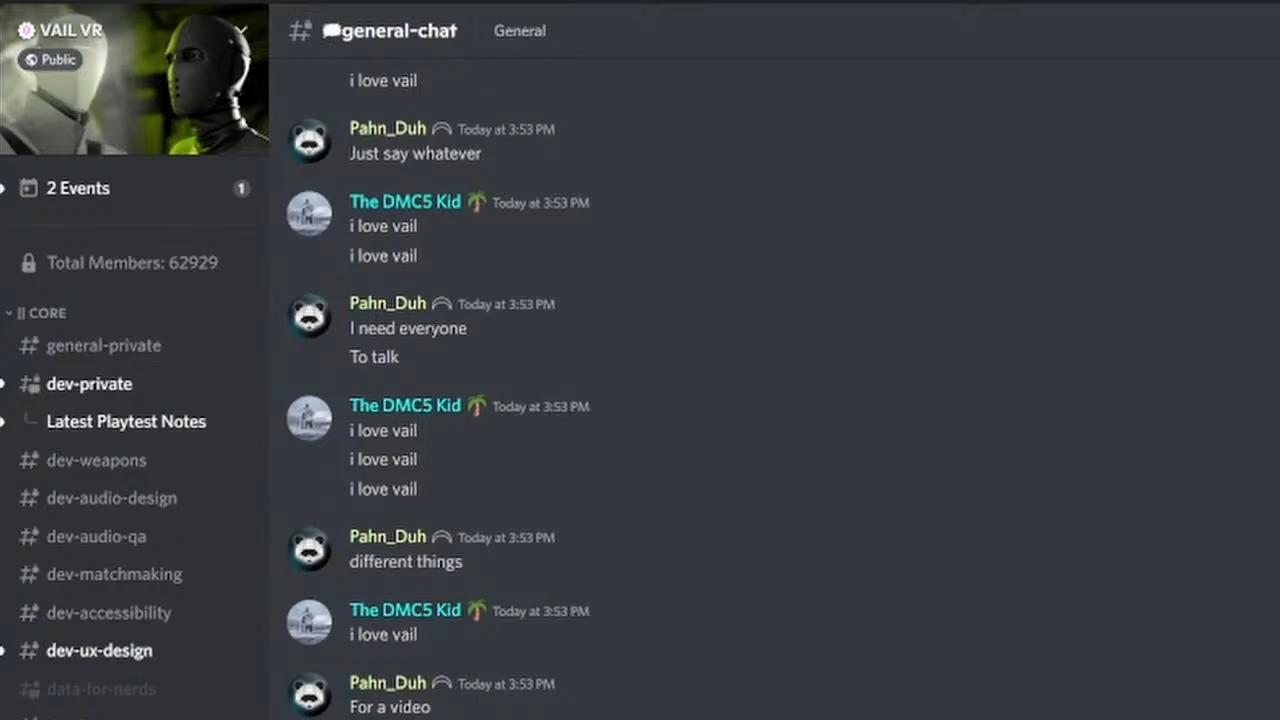 VAIL VR
Public
2 Events
1
Total Members: 62929
CORE
general-private
dev-private
Latest Playtest Notes
dev-weapons
dev-audio-design
dev-audio-qa
dev-matchmaking
dev-accessibility
dev-ux-design
data-for-nerds
general-chat
General
i love vail
Pahn_Duh Today at 3:53 PM
Just say whatever
The DMC5 Kid 🌴 Today at 3:53 PM
i love vail
i love vail
Pahn_Duh Today at 3:53 PM
I need everyone
To talk
The DMC5 Kid 🌴 Today at 3:53 PM
i love vail
i love vail
i love vail
Pahn_Duh Today at 3:53 PM
different things
The DMC5 Kid 🌴 Today at 3:53 PM
i love vail
Pahn_Duh Today at 3:53 PM
For a video